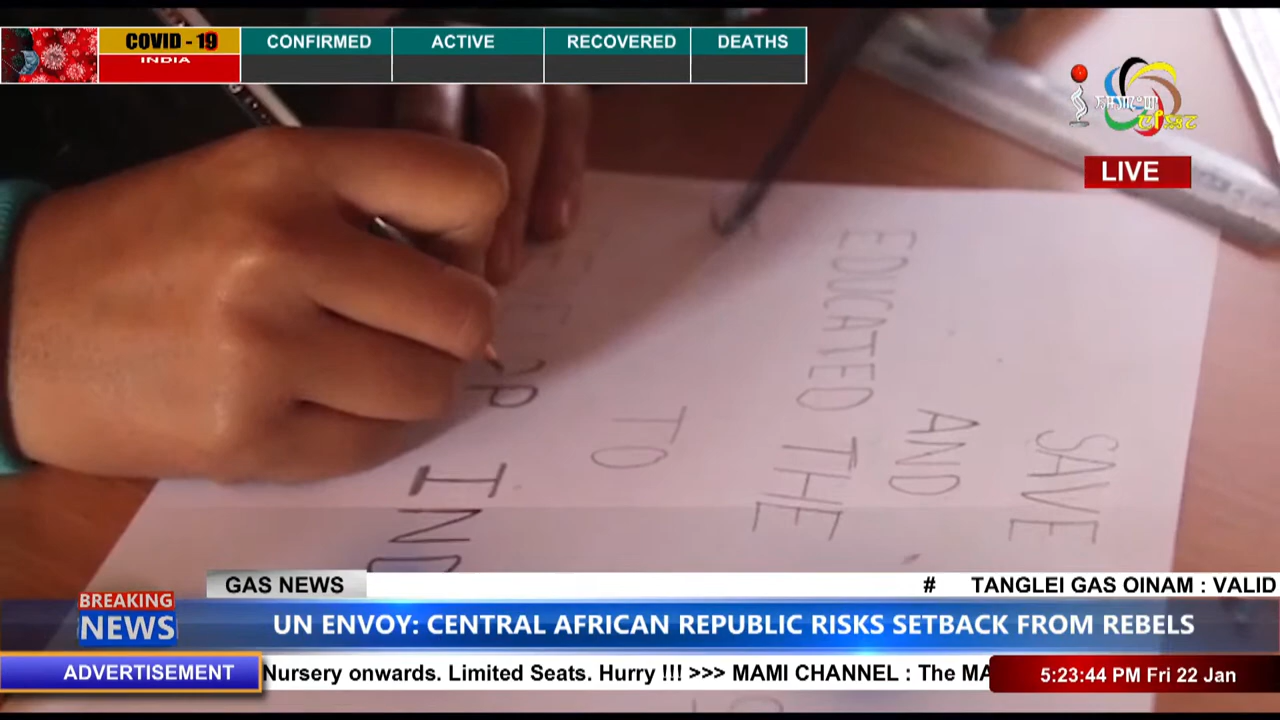 COVID - 19
INDIA
CONFIRMED
ACTIVE
RECOVERED
DEATHS
LIVE
SAVE
AND
EDUCATED THE
TO
IND
GAS NEWS
# TANGLEI GAS OINAM : VALID
BREAKING
NEWS
UN ENVOY: CENTRAL AFRICAN REPUBLIC RISKS SETBACK FROM REBELS
ADVERTISEMENT
Nursery onwards. Limited Seats. Hurry !!! >>> MAMI CHANNEL : The MA
5:23:44 PM Fri 22 Jan